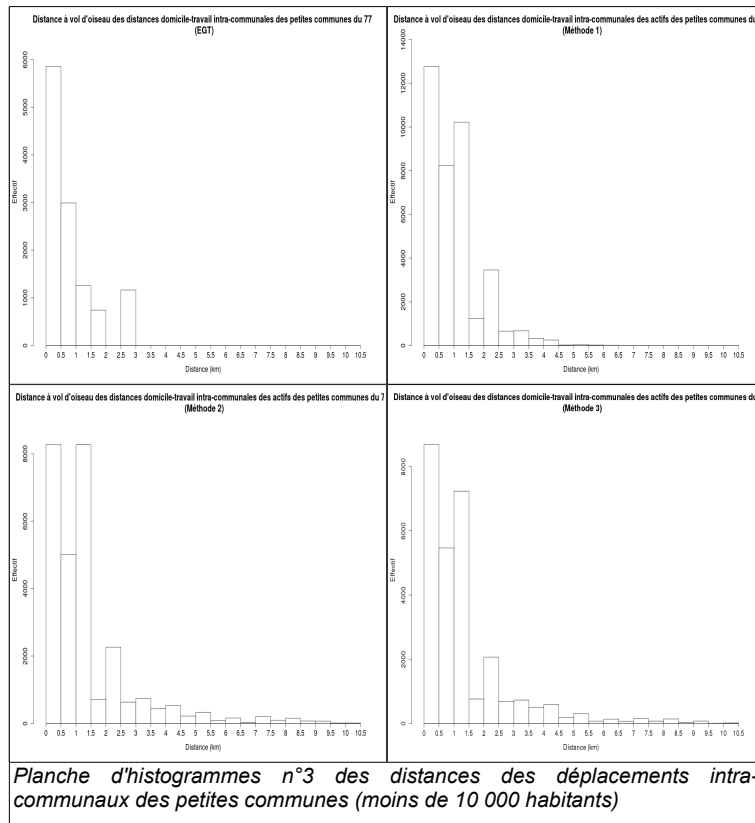 Distance à vol d'oiseau des distances domicile-travail intra-communales des petites communes du 77
(EGT)
Effectif
0 1000 2000 3000 4000 5000 6000
0 0.5 1 1.5 2 2.5 3 3.5 4 4.5 5 5.5 6 6.5 7 7.5 8 8.5 9 9.5 10 10.5
Distance (km)
Distance à vol d'oiseau des distances domicile-travail intra-communales des actifs des petites communes du
(Méthode 1)
Effectif
0 2000 4000 6000 8000 10000 12000 14000
0 0.5 1 1.5 2 2.5 3 3.5 4 4.5 5 5.5 6 6.5 7 7.5 8 8.5 9 9.5 10 10.5
Distance (km)
Distance à vol d'oiseau des distances domicile-travail intra-communales des actifs des petites communes du 7
(Méthode 2)
Effectif
0 2000 4000 6000 8000
0 0.5 1 1.5 2 2.5 3 3.5 4 4.5 5 5.5 6 6.5 7 7.5 8 8.5 9 9.5 10 10.5
Distance (km)
Distance à vol d'oiseau des distances domicile-travail intra-communales des actifs des petites communes du
(Méthode 3)
Effectif
0 2000 4000 6000 8000
0 0.5 1 1.5 2 2.5 3 3.5 4 4.5 5 5.5 6 6.5 7 7.5 8 8.5 9 9.5 10 10.5
Distance (km)
Planche d'histogrammes n°3 des distances des déplacements intra-
communaux des petites communes (moins de 10 000 habitants)